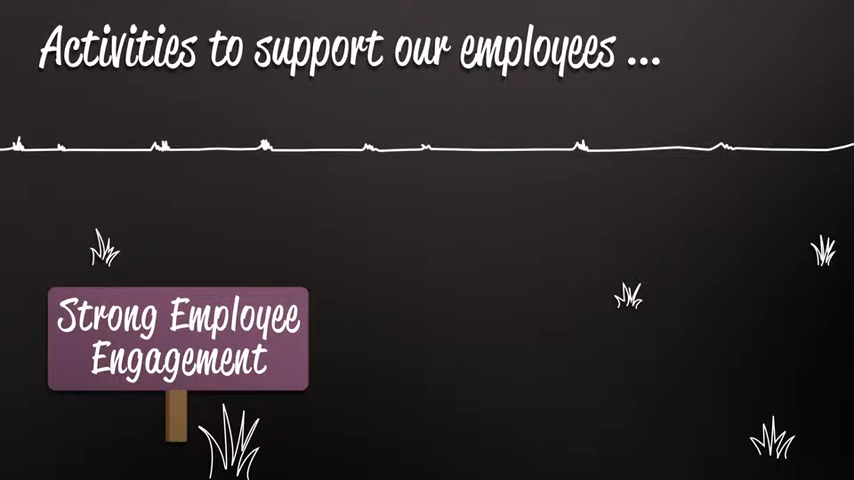 Activities to support our employees ...
Strong Employee
Engagement